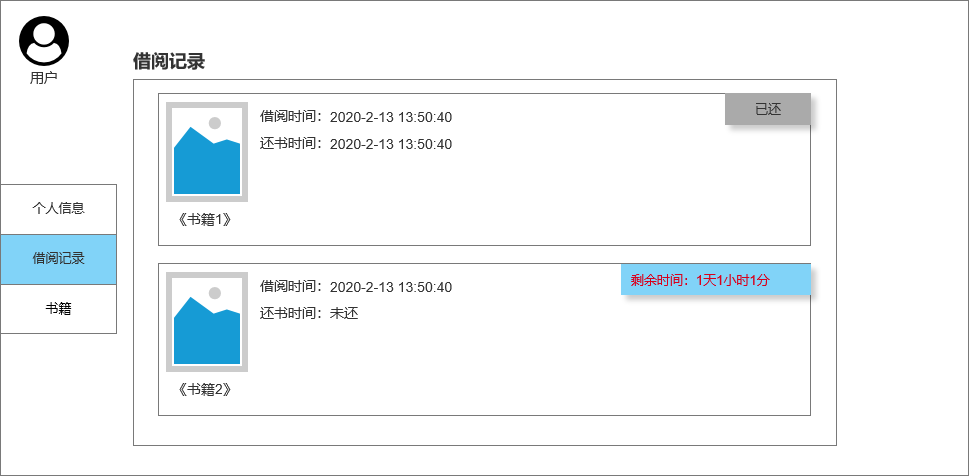 用户
借阅记录
借阅时间：2020-2-13 13:50:40
已还
还书时间：2020-2-13 13:50:40
《书籍1》
个人信息
借阅记录
书籍
借阅时间：2020-2-13 13:50:40
剩余时间：1天1小时1分
还书时间：未还
《书籍2》